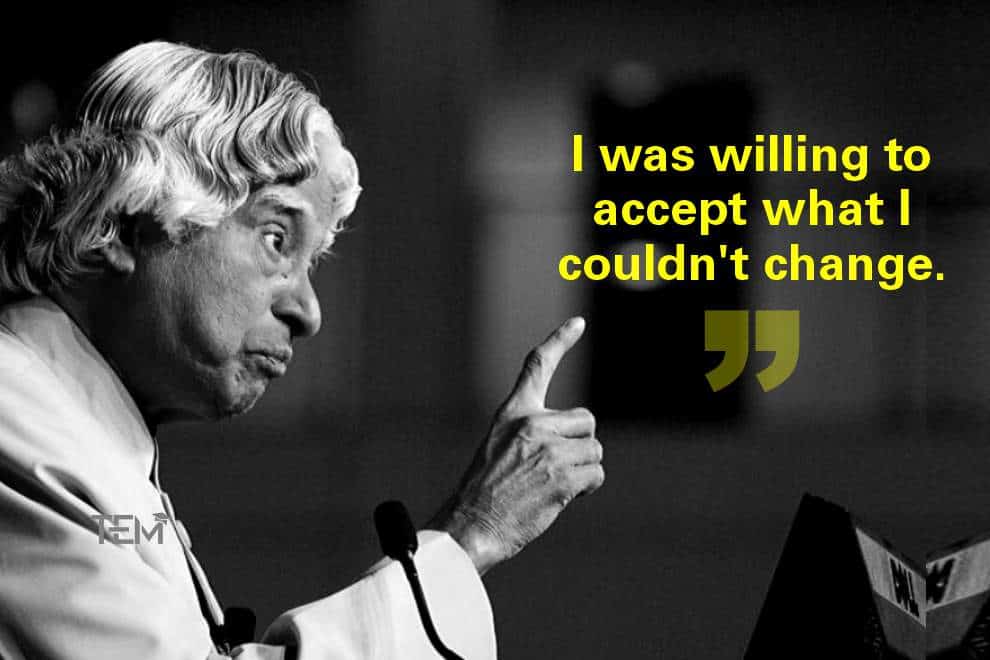 I was willing to
accept what I
couldn't change.
”
TEM